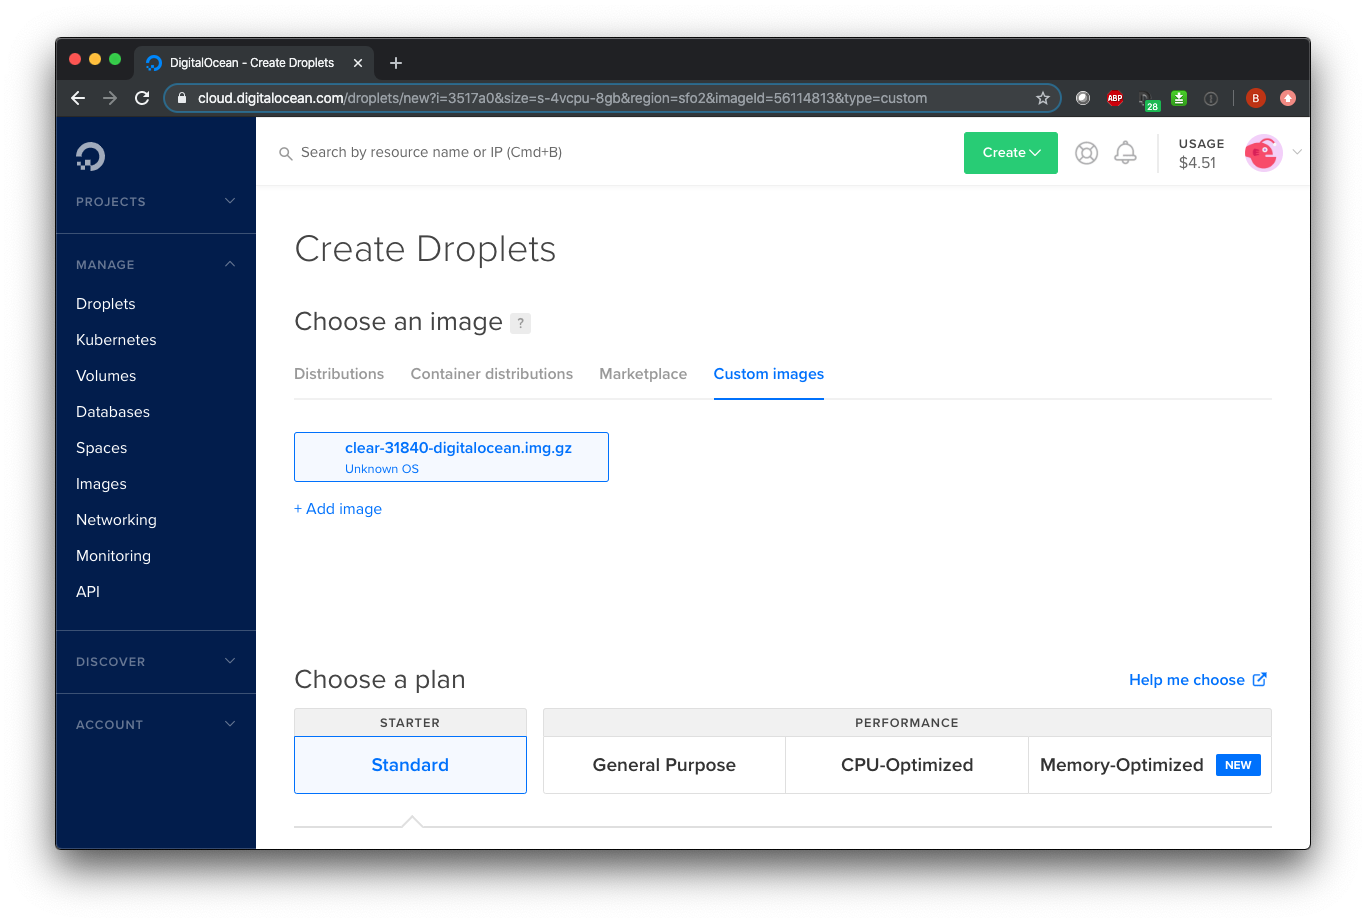 DigitalOcean - Create Droplets
cloud.digitalocean.com/droplets/new?i=3517a0&size=s-4vcpu-8gb&region=sfo2&imageId=56114813&type=custom
ABP
28
B
Search by resource name or IP (Cmd+B)
Create
USAGE
$4.51
PROJECTS
MANAGE
Droplets
Kubernetes
Volumes
Databases
Spaces
Images
Networking
Monitoring
API
DISCOVER
ACCOUNT
Create Droplets
Choose an image ?
Distributions Container distributions Marketplace Custom images
clear-31840-digitalocean.img.gz
Unknown OS
+ Add image
Choose a plan
Help me choose
STARTER
PERFORMANCE
Standard
General Purpose
CPU-Optimized
Memory-Optimized NEW